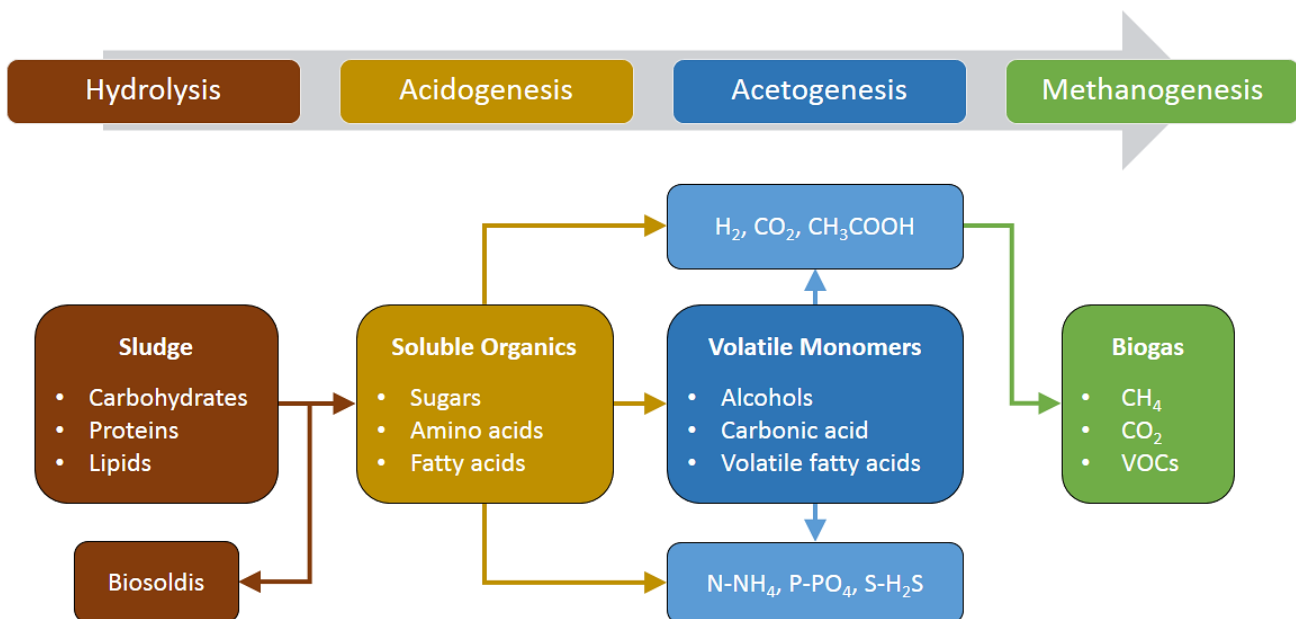 Hydrolysis
Acidogenesis
Acetogenesis
Methanogenesis
H₂, CO₂, CH₃COOH
Sludge
• Carbohydrates
• Proteins
• Lipids
Soluble Organics
• Sugars
• Amino acids
• Fatty acids
Volatile Monomers
• Alcohols
• Carbonic acid
• Volatile fatty acids
Biogas
• CH₄
• CO₂
• VOCs
Biosoldis
N-NH₄, P-PO₄, S-H₂S